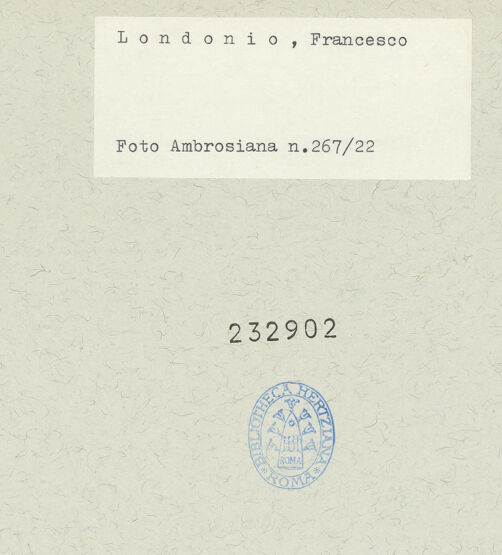 L o n d o n i o , Francesco
Foto Ambrosiana n.267/22
232902
BIBLIOTHECA HERTZIANA
ROMA
* ROMA *